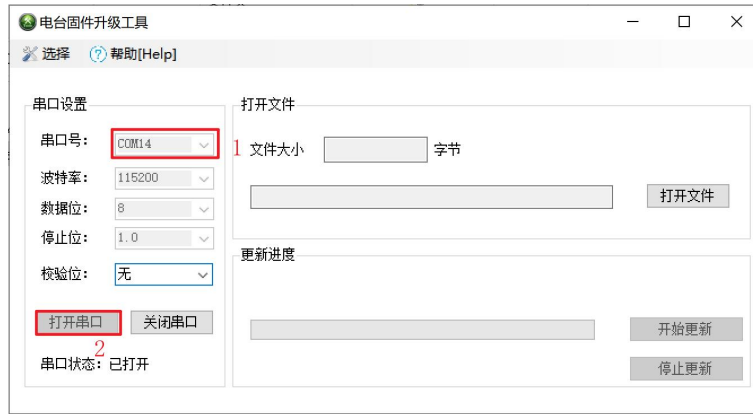 电台固件升级工具
选择 帮助[Help]
串口设置
串口号： COM14 1
波特率： 115200
数据位： 8
停止位： 1.0
校验位： 无
打开串口 关闭串口
2
串口状态：已打开
打开文件
文件大小 字节
打开文件
更新进度
开始更新
停止更新